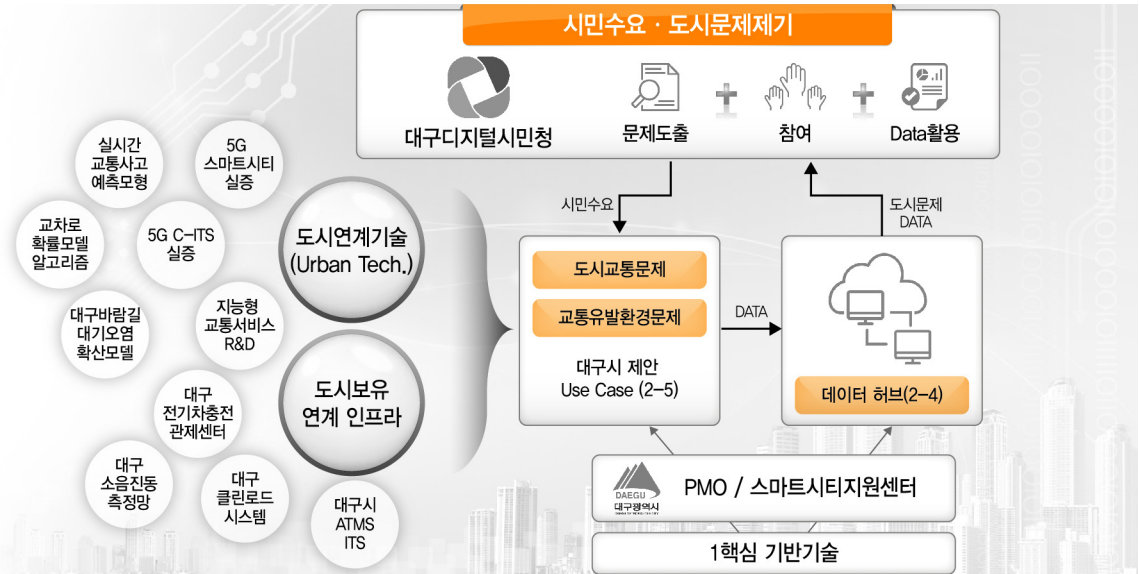 시민수요 · 도시문제제기
대구디지털시민청
문제도출
참여
Data활용
시민수요
도시문제
DATA
실시간
교통사고
예측모형
5G
스마트시티
실증
교차로
확률모델
알고리즘
5G C-ITS
실증
대구바람길
대기오염
확산모델
지능형
교통서비스
R&D
대구
전기차충전
관제센터
대구
소음진동
측정망
대구
클린로드
시스템
대구시
ATMS
ITS
도시연계기술
(Urban Tech.)
도시보유
연계 인프라
도시교통문제
교통유발환경문제
대구시 제안
Use Case (2-5)
DATA
데이터 허브(2-4)
DAEGU
대구광역시
PMO / 스마트시티지원센터
1핵심 기반기술